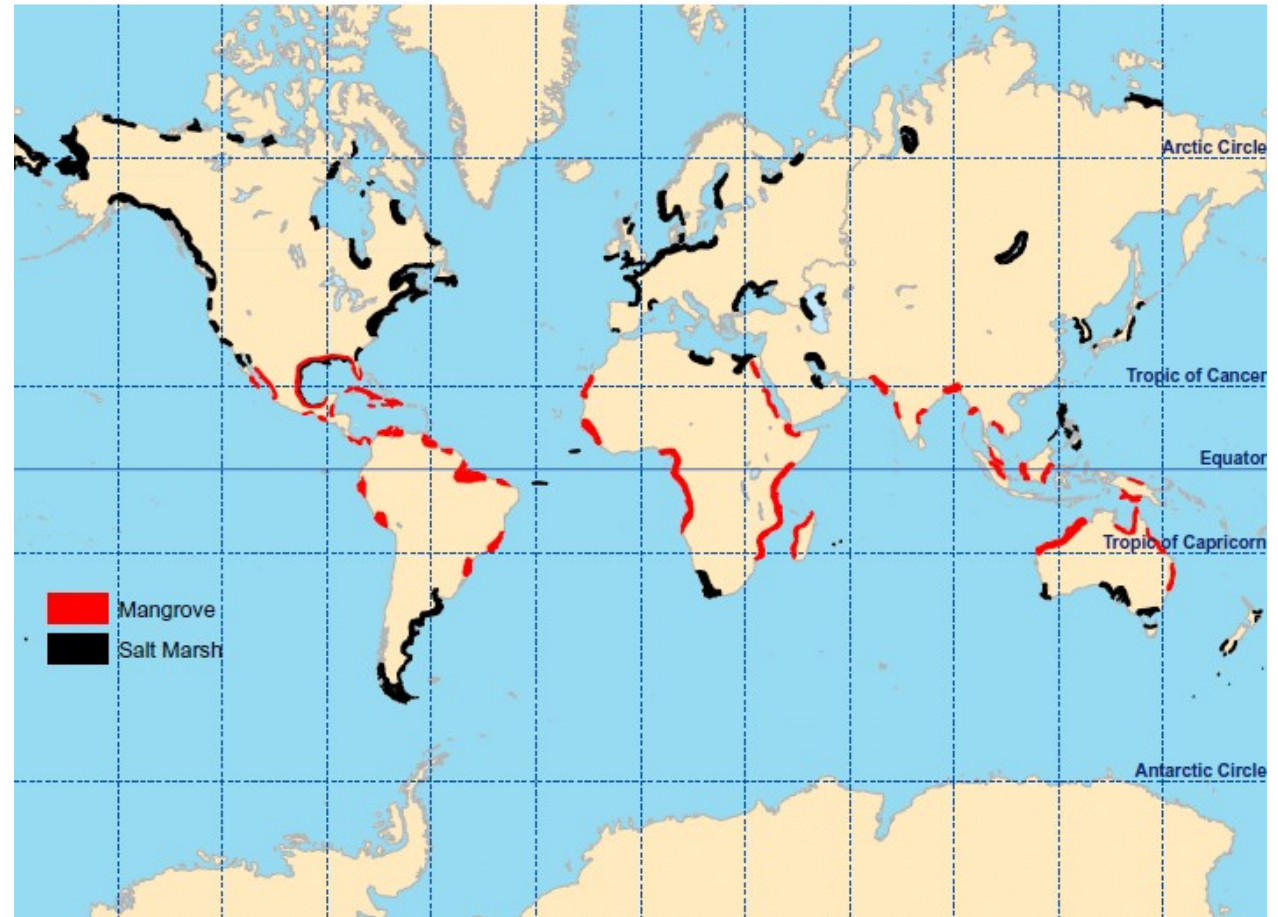 Arctic Circle
Tropic of Cancer
Equator
Tropic of Capricorn
Mangrove
Salt Marsh
Antarctic Circle